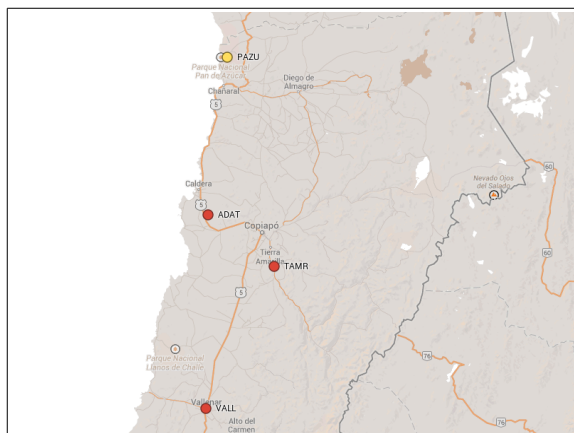 PAZU
Parque Nacional
Pan de Azúcar
Chañaral
Diego de
Almagro
5
60
Nevado Ojos
del Salado
Caldera
5
ADAT
Copiapó
60
Tierra
Amarilla
TAMR
5
Parque Nacional
Llanos de Challe
76
Vallenar
VALL
Alto del
Carmen
76